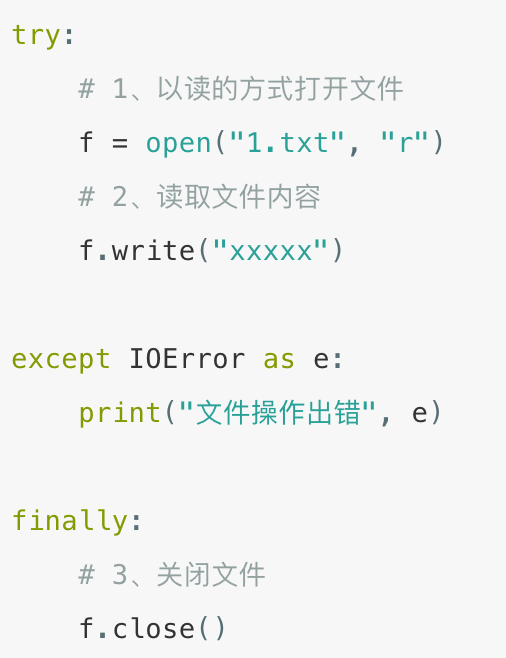 try:
    # 1、以读的方式打开文件
    f = open("1.txt", "r")
    # 2、读取文件内容
    f.write("xxxxx")

except IOError as e:
    print("文件操作出错", e)

finally:
    # 3、关闭文件
    f.close()